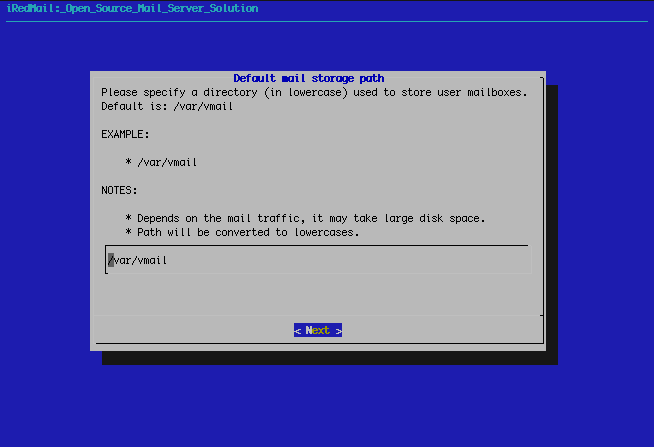 iRedMail:_Open_Source_Mail_Server_Solution
Default mail storage path
Please specify a directory (in lowercase) used to store user mailboxes.
Default is: /var/vmail
EXAMPLE:
* /var/vmail
NOTES:
* Depends on the mail traffic, it may take large disk space.
* Path will be converted to lowercases.
/var/vmail
< Next >